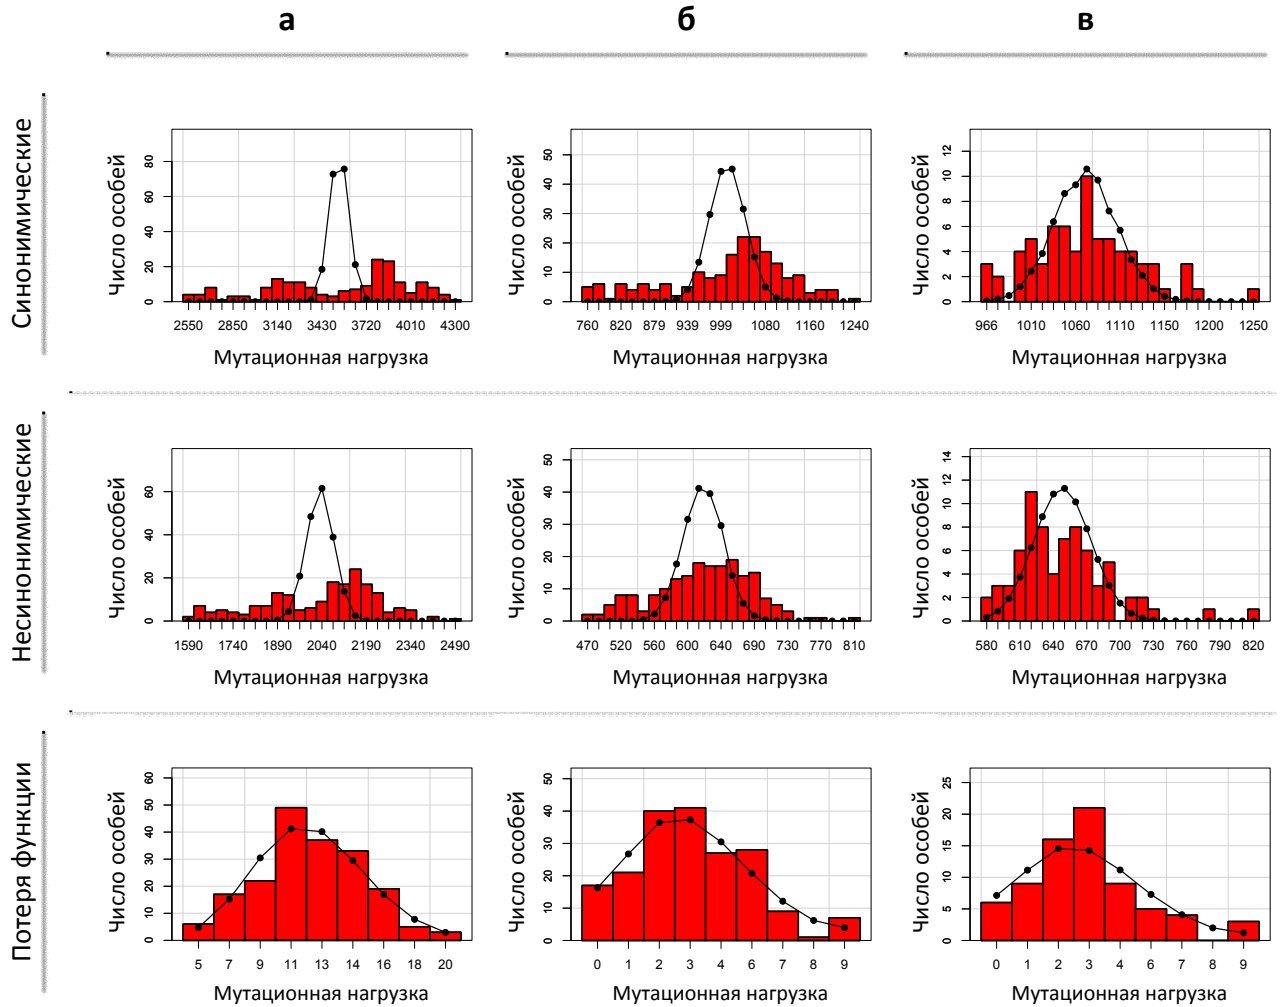 а б в
Синонимические
Число особей
0 20 40 60 80
2550 2850 3140 3430 3720 4010 4300
Мутационная нагрузка
Число особей
0 10 20 30 40 50
760 820 879 939 999 1080 1160 1240
Мутационная нагрузка
Число особей
0 2 4 6 8 10 12
966 1010 1060 1110 1150 1200 1250
Мутационная нагрузка
Несинонимические
Число особей
0 20 40 60
1590 1740 1890 2040 2190 2340 2490
Мутационная нагрузка
Число особей
0 10 20 30 40 50
470 520 560 600 640 690 730 770 810
Мутационная нагрузка
Число особей
0 2 4 6 8 10 12 14
580 610 640 670 700 730 760 790 820
Мутационная нагрузка
Потеря функции
Число особей
0 10 20 30 40 50 60
5 7 9 11 13 14 16 18 20
Мутационная нагрузка
Число особей
0 10 20 30 40 50
0 1 2 3 4 6 7 8 9
Мутационная нагрузка
Число особей
0 5 10 15 20 25
0 1 2 3 4 6 7 8 9
Мутационная нагрузка